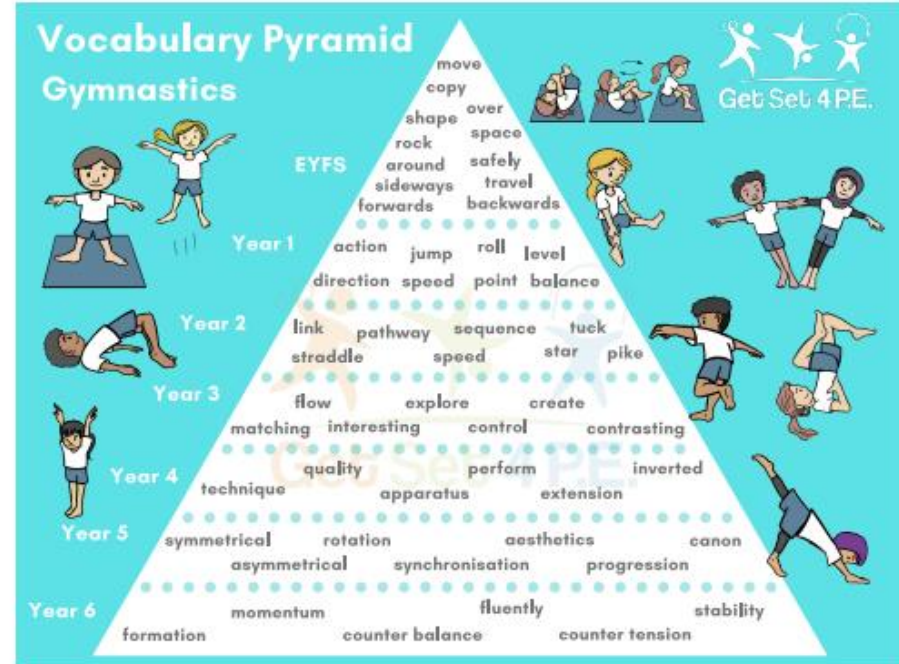 Vocabulary Pyramid
Gymnastics
Get Set 4 P.E.
move
copy
shape over
space
rock
EYFS
around safely
sideways travel
forwards backwards
Year 1
action jump roll level
direction speed point balance
Year 2
link pathway sequence tuck
straddle speed star pike
Year 3
flow explore create
matching interesting control contrasting
Get Set 4 P.E.
Year 4
quality perform inverted
technique apparatus extension
Year 5
symmetrical rotation aesthetics canon
asymmetrical synchronisation progression
Year 6
momentum fluently stability
formation counter balance counter tension